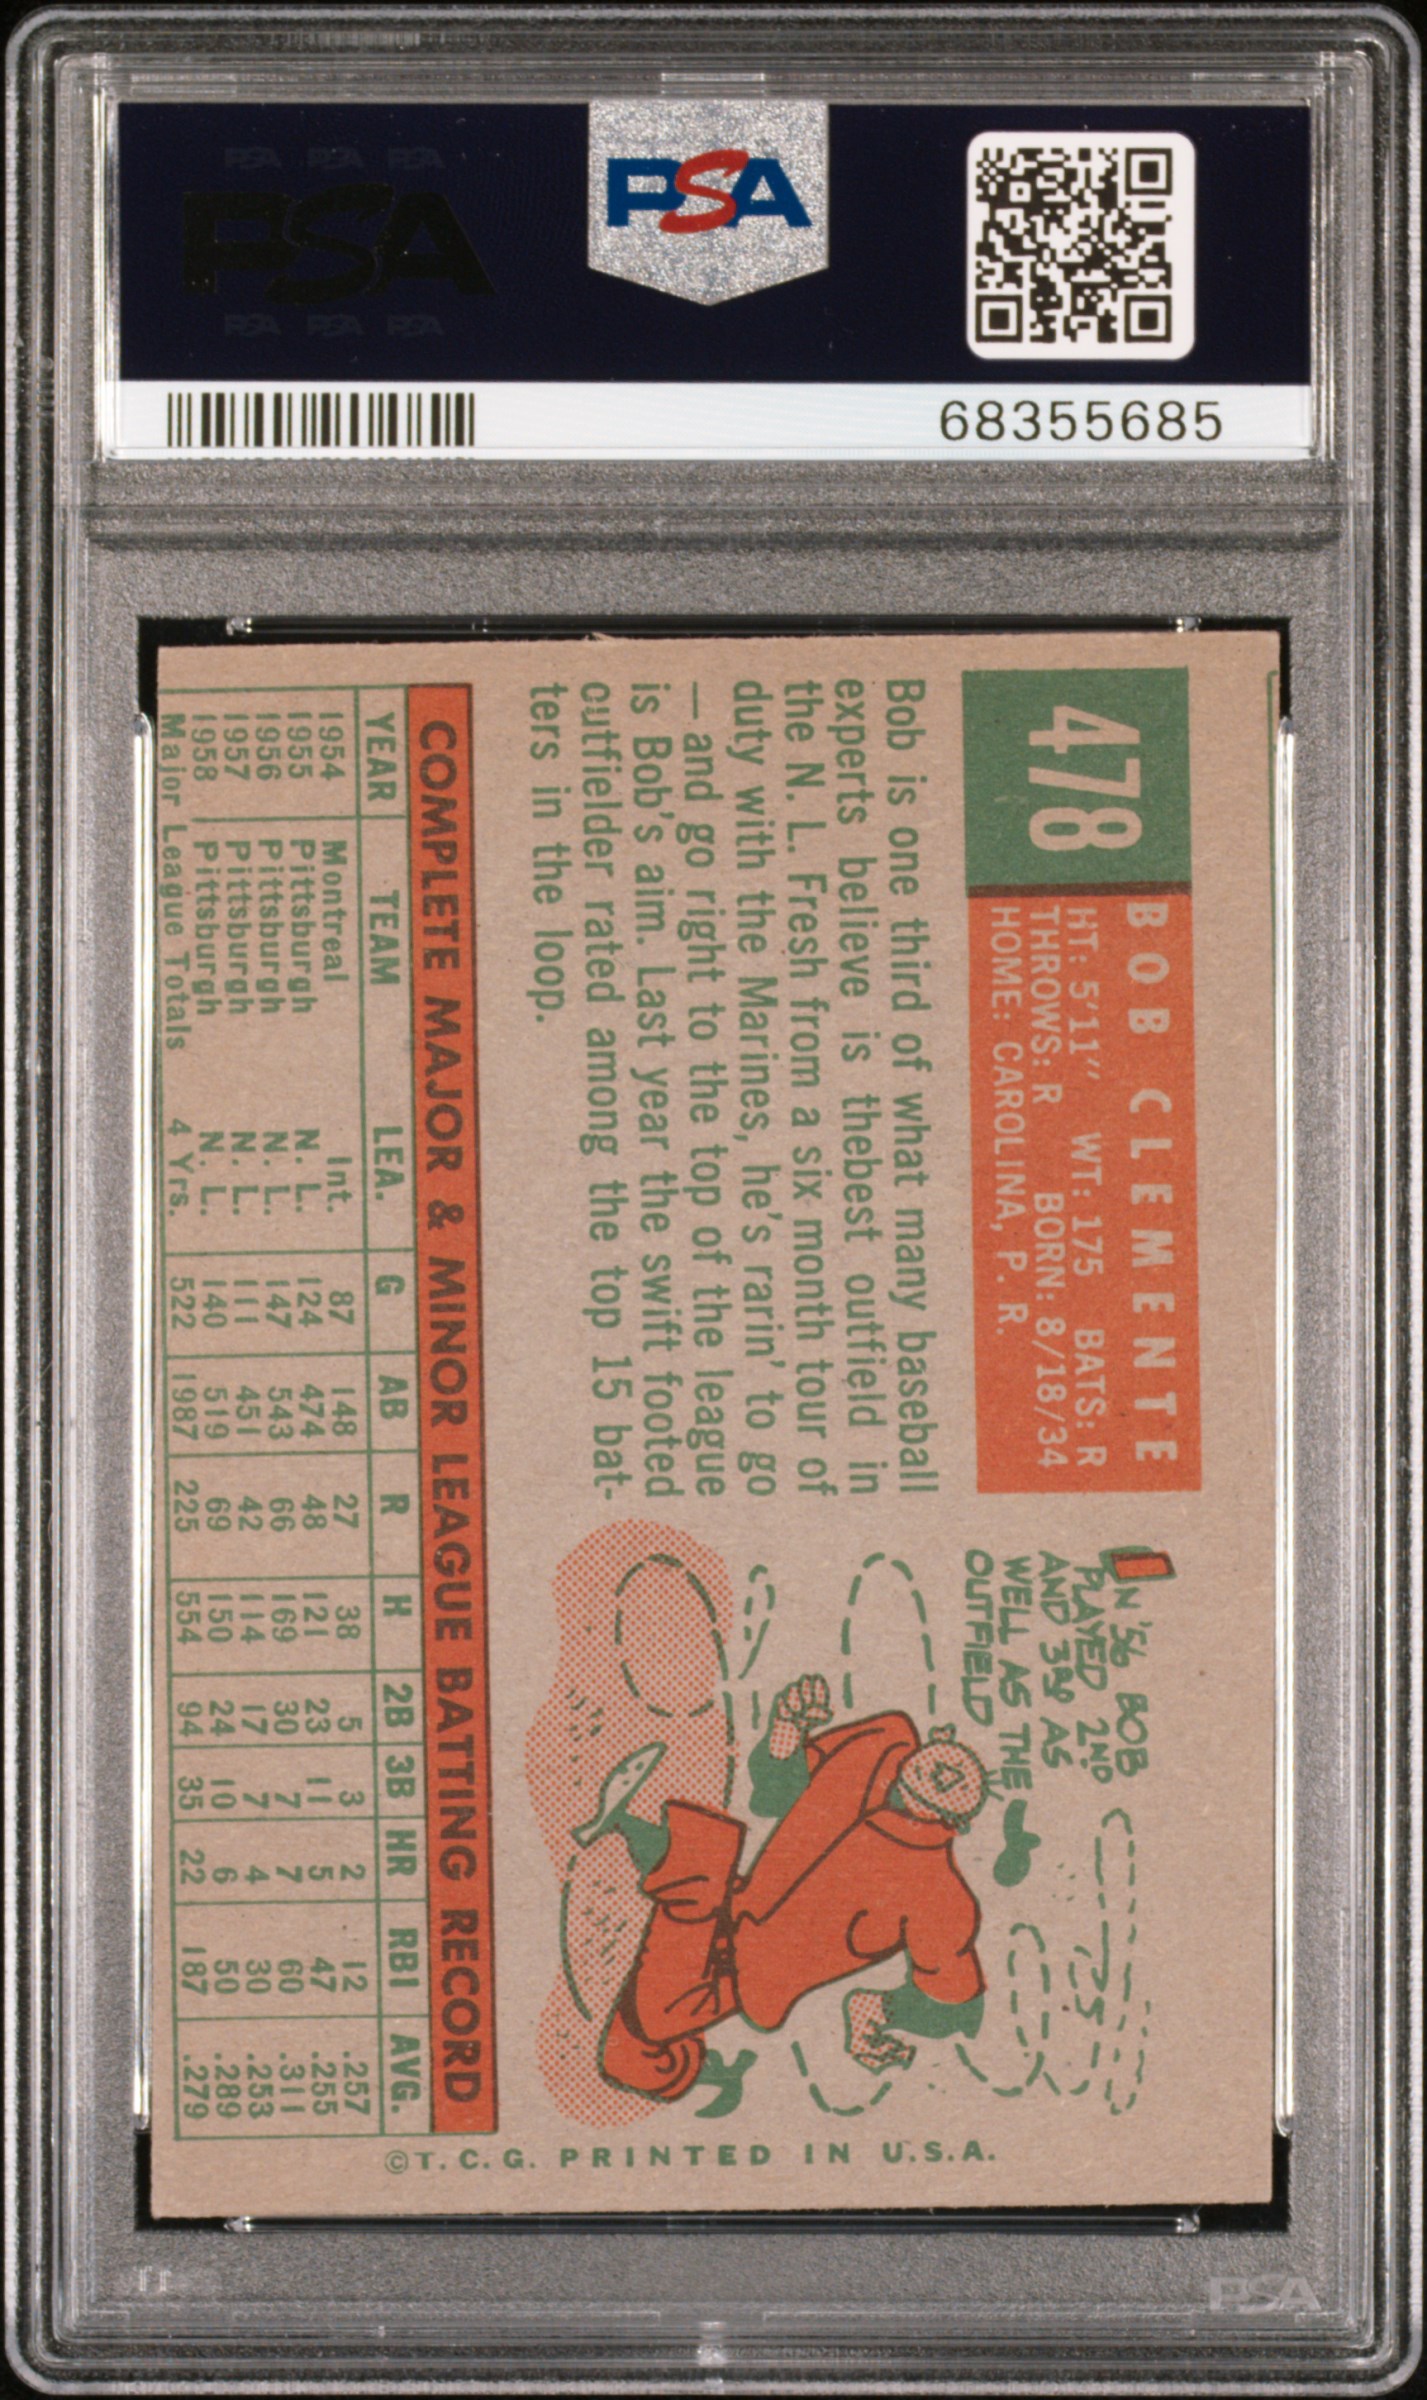 PSA PSA PSA
PSA
PSA PSA PSA
PSA
68355685
478
BOB CLEMENTE
HT: 5'11" WT: 175 BATS: R
THROWS: R BORN: 8/18/34
HOME: CAROLINA, P. R.
Bob is one third of what many baseball
experts believe is thebest outfield in
the N. L. Fresh from a six month tour of
duty with the Marines, he's rarin' to go
—and go right to the top of the league
is Bob's aim. Last year the swift footed
outfielder rated among the top 15 bat-
ters in the loop.
IN '56 BOB
PLAYED 2ND
AND 3RD AS
WELL AS THE
OUTFIELD
COMPLETE MAJOR & MINOR LEAGUE BATTING RECORD
YEAR TEAM LEA. G AB R H 2B 3B HR RBI AVG.
1954 Montreal Int. 87 148 27 38 5 3 2 12 .257
1955 Pittsburgh N. L. 124 474 48 121 23 11 5 47 .255
1956 Pittsburgh N. L. 147 543 66 169 30 7 7 60 .311
1957 Pittsburgh N. L. 111 451 42 114 17 7 4 30 .253
1958 Pittsburgh N. L. 140 519 69 150 24 10 6 50 .289
Major League Totals 4 Yrs. 522 1987 225 554 94 35 22 187 .279
©T. C. G. PRINTED IN U.S.A.
PSA